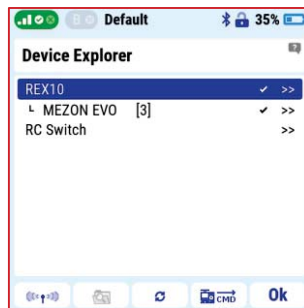 B Default 35%
Device Explorer ?
REX10 ✓ >>
┗ MEZON EVO [3] ✓ >>
RC Switch >>
CMD Ok